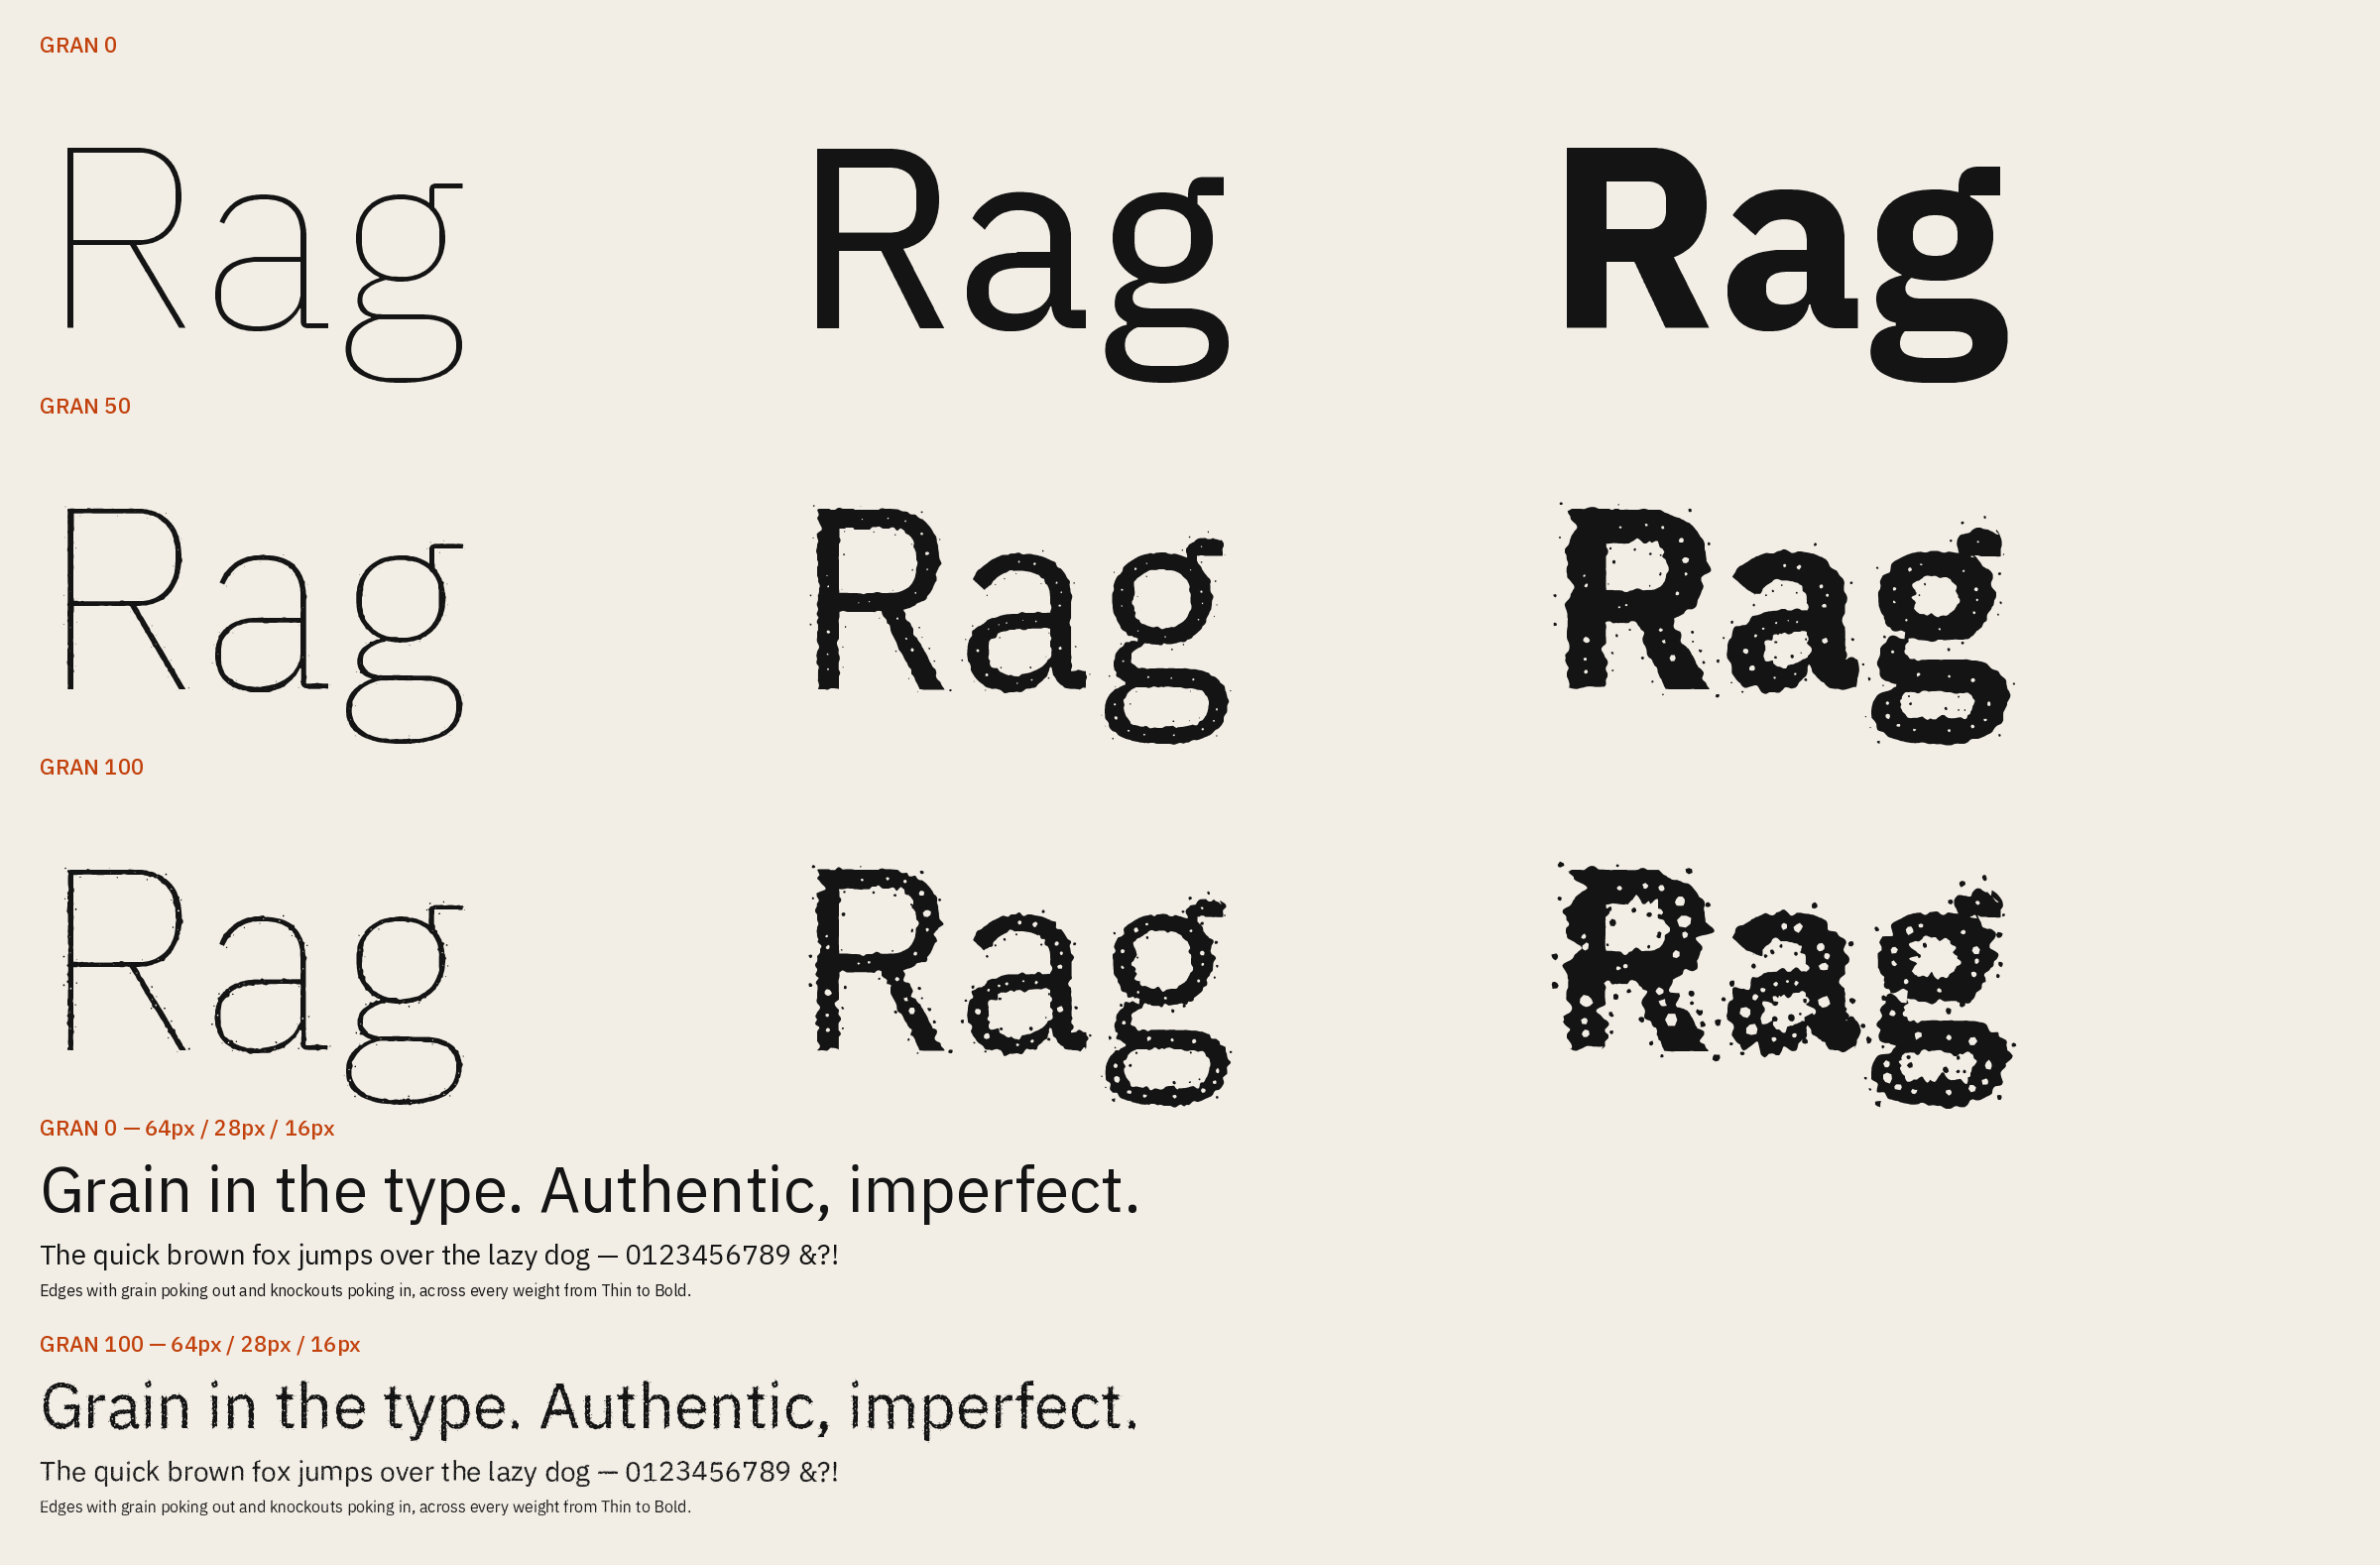 GRAN 0
Rag Rag Rag
GRAN 50
Rag Rag Rag
GRAN 100
Rag Rag Rag
GRAN 0 — 64px / 28px / 16px
Grain in the type. Authentic, imperfect.
The quick brown fox jumps over the lazy dog — 0123456789 &?!
Edges with grain poking out and knockouts poking in, across every weight from Thin to Bold.
GRAN 100 — 64px / 28px / 16px
Grain in the type. Authentic, imperfect.
The quick brown fox jumps over the lazy dog — 0123456789 &?!
Edges with grain poking out and knockouts poking in, across every weight from Thin to Bold.